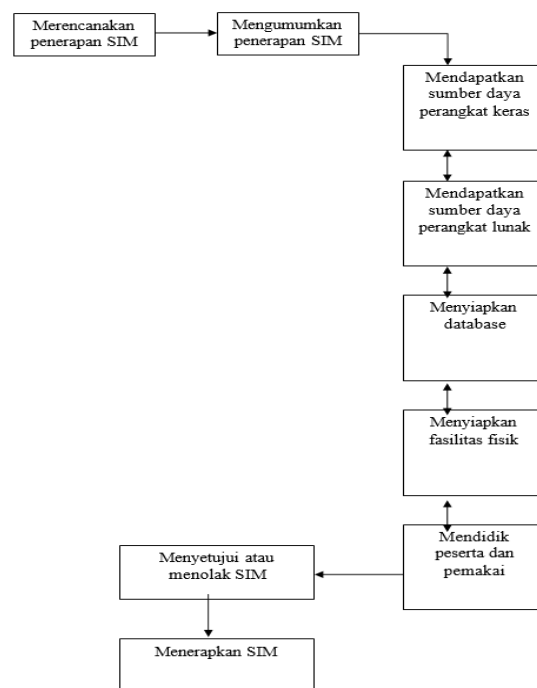 Merencanakan
penerapan SIM
Mengumumkan
penerapan SIM
Mendapatkan
sumber daya
perangkat keras
Mendapatkan
sumber daya
perangkat lunak
Menyiapkan
database
Menyiapkan
fasilitas fisik
Mendidik
peserta dan
pemakai
Menyetujui atau
menolak SIM
Menerapkan SIM